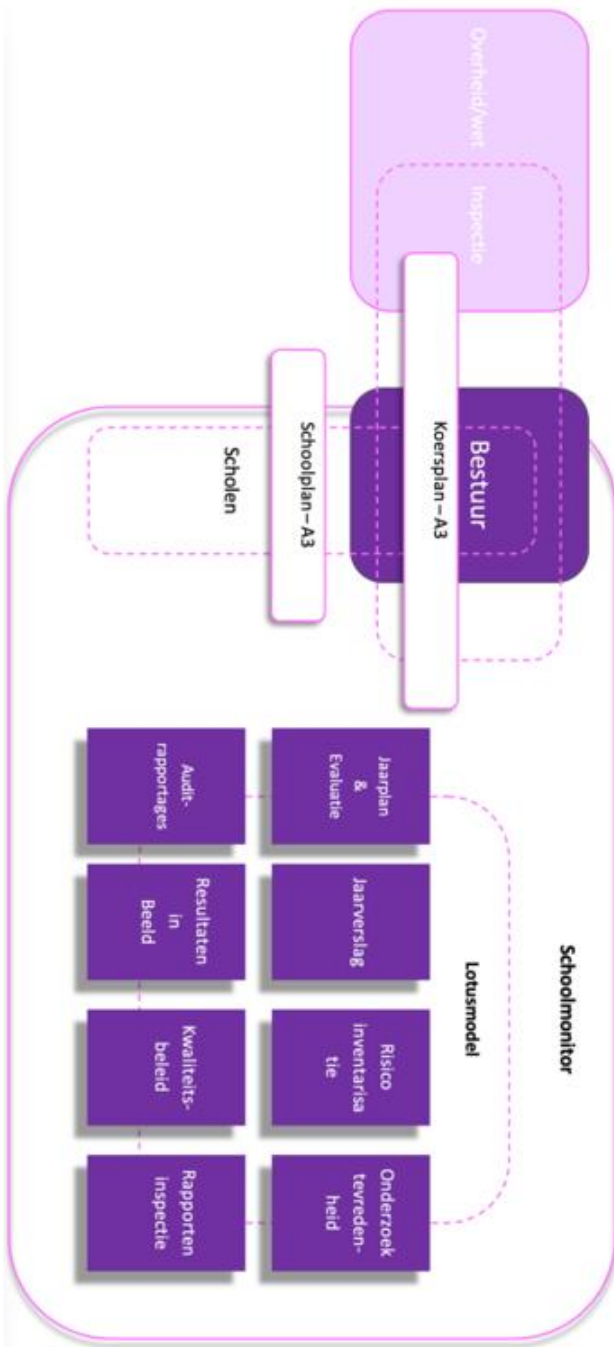 Overheid/wet
Inspectie
Bestuur
Koersplan – A3
Schoolplan – A3
Scholen
Schoolmonitor
Lotusmodel
Jaarplan
&
Evaluatie
Jaarverslag
Risico
inventarisa
tie
Onderzoek
tevreden-
heid
Audit-
rapportages
Resultaten
in
Beeld
Kwaliteits-
beleid
Rapporten
inspectie